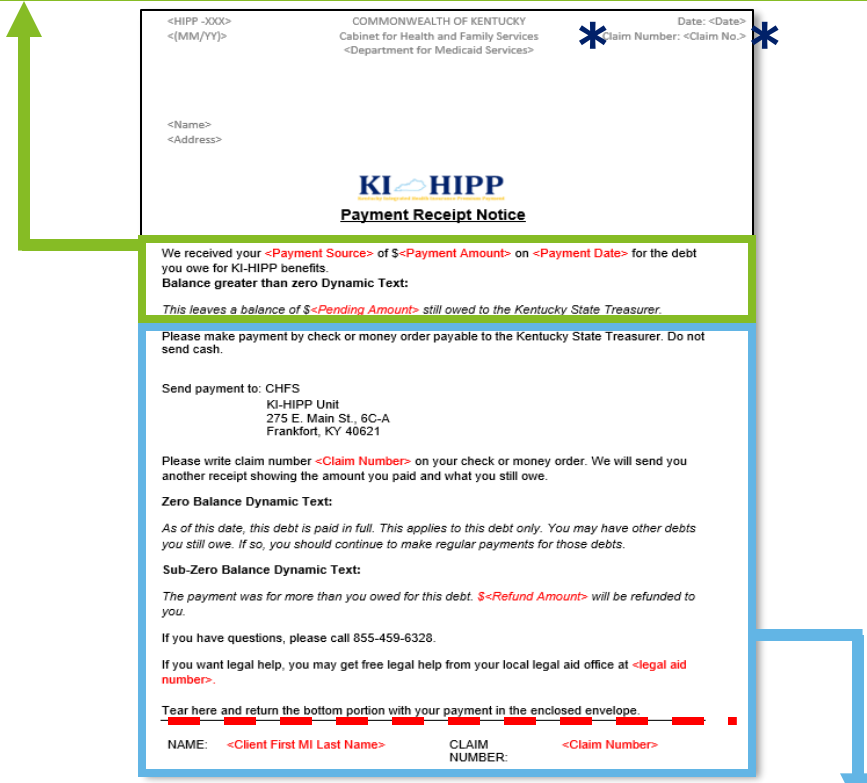 <HIPP -XXX> COMMONWEALTH OF KENTUCKY Date: <Date>
<(MM/YY)> Cabinet for Health and Family Services * Claim Number: <Claim No.> *
<Department for Medicaid Services>
<Name>
<Address>
KI HIPP
Kentucky Integrated Health Insurance Premium Payment
Payment Receipt Notice
We received your <Payment Source> of $<Payment Amount> on <Payment Date> for the debt
you owe for KI-HIPP benefits.
Balance greater than zero Dynamic Text:
This leaves a balance of $<Pending Amount> still owed to the Kentucky State Treasurer.
Please make payment by check or money order payable to the Kentucky State Treasurer. Do not
send cash.
Send payment to: CHFS
KI-HIPP Unit
275 E. Main St., 6C-A
Frankfort, KY 40621
Please write claim number <Claim Number> on your check or money order. We will send you
another receipt showing the amount you paid and what you still owe.
Zero Balance Dynamic Text:
As of this date, this debt is paid in full. This applies to this debt only. You may have other debts
you still owe. If so, you should continue to make regular payments for those debts.
Sub-Zero Balance Dynamic Text:
The payment was for more than you owed for this debt. $<Refund Amount> will be refunded to
you.
If you have questions, please call 855-459-6328.
If you want legal help, you may get free legal help from your local legal aid office at <legal aid
number>.
Tear here and return the bottom portion with your payment in the enclosed envelope.
NAME: <Client First MI Last Name> CLAIM <Claim Number>
NUMBER: